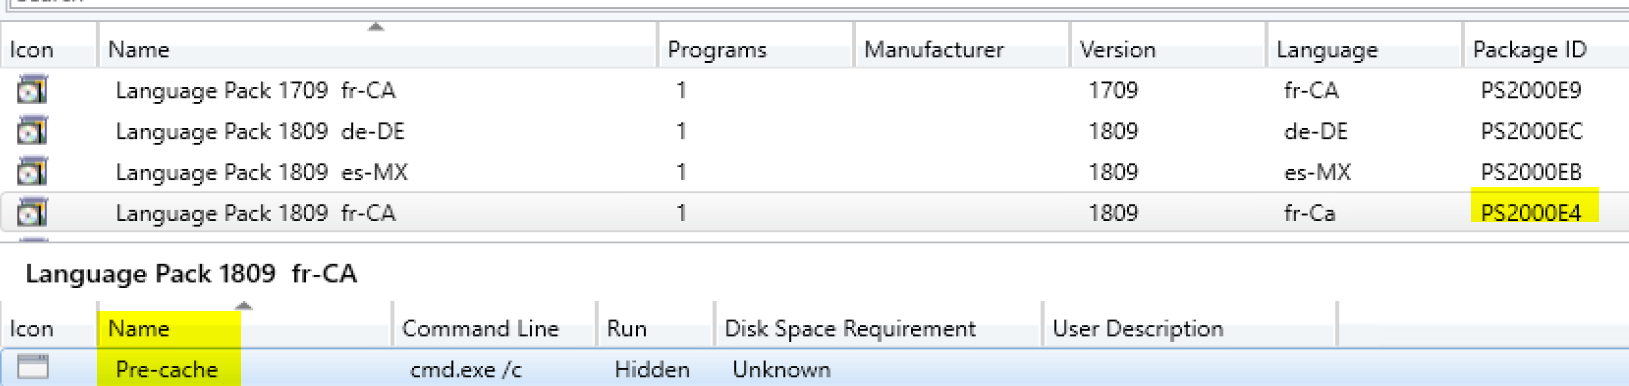 Icon Name Programs Manufacturer Version Language Package ID
Language Pack 1709 fr-CA 1 1709 fr-CA PS2000E9
Language Pack 1809 de-DE 1 1809 de-DE PS2000EC
Language Pack 1809 es-MX 1 1809 es-MX PS2000EB
Language Pack 1809 fr-CA 1 1809 fr-Ca PS2000E4
Language Pack 1809 fr-CA
Icon Name Command Line Run Disk Space Requirement User Description
Pre-cache cmd.exe /c Hidden Unknown